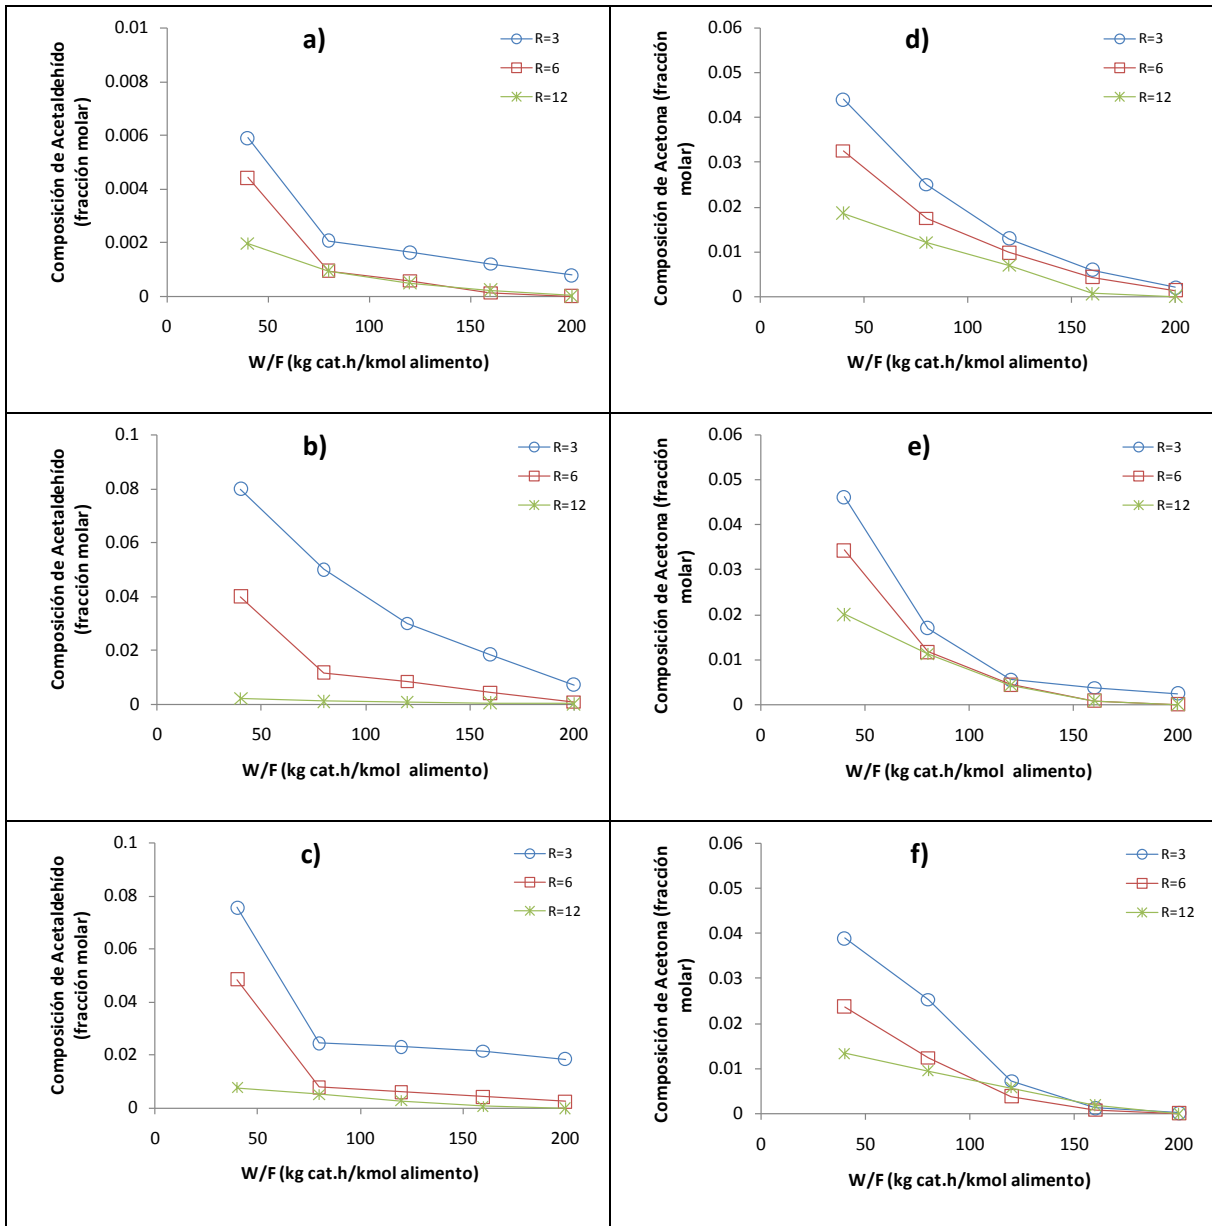 a)
Composición de Acetaldehído
(fracción molar)
0.01
0.008
0.006
0.004
0.002
0
0 50 100 150 200
W/F (kg cat.h/kmol alimento)
R=3
R=6
R=12
d)
Composición de Acetona (fracción
molar)
0.06
0.05
0.04
0.03
0.02
0.01
0
0 50 100 150 200
W/F (kg cat.h/kmol alimento)
R=3
R=6
R=12
b)
Composición de Acetaldehído
(fracción molar)
0.1
0.08
0.06
0.04
0.02
0
0 50 100 150 200
W/F (kg cat.h/kmol alimento)
R=3
R=6
R=12
e)
Composición de Acetona (fracción
molar)
0.06
0.05
0.04
0.03
0.02
0.01
0
0 50 100 150 200
W/F (kg cat.h/kmol alimento)
R=3
R=6
R=12
c)
Composición de Acetaldehído
(fracción molar)
0.1
0.08
0.06
0.04
0.02
0
0 50 100 150 200
W/F (kg cat.h/kmol alimento)
R=3
R=6
R=12
f)
Composición de Acetona (fracción
molar)
0.06
0.05
0.04
0.03
0.02
0.01
0
0 50 100 150 200
W/F (kg cat.h/kmol alimento)
R=3
R=6
R=12